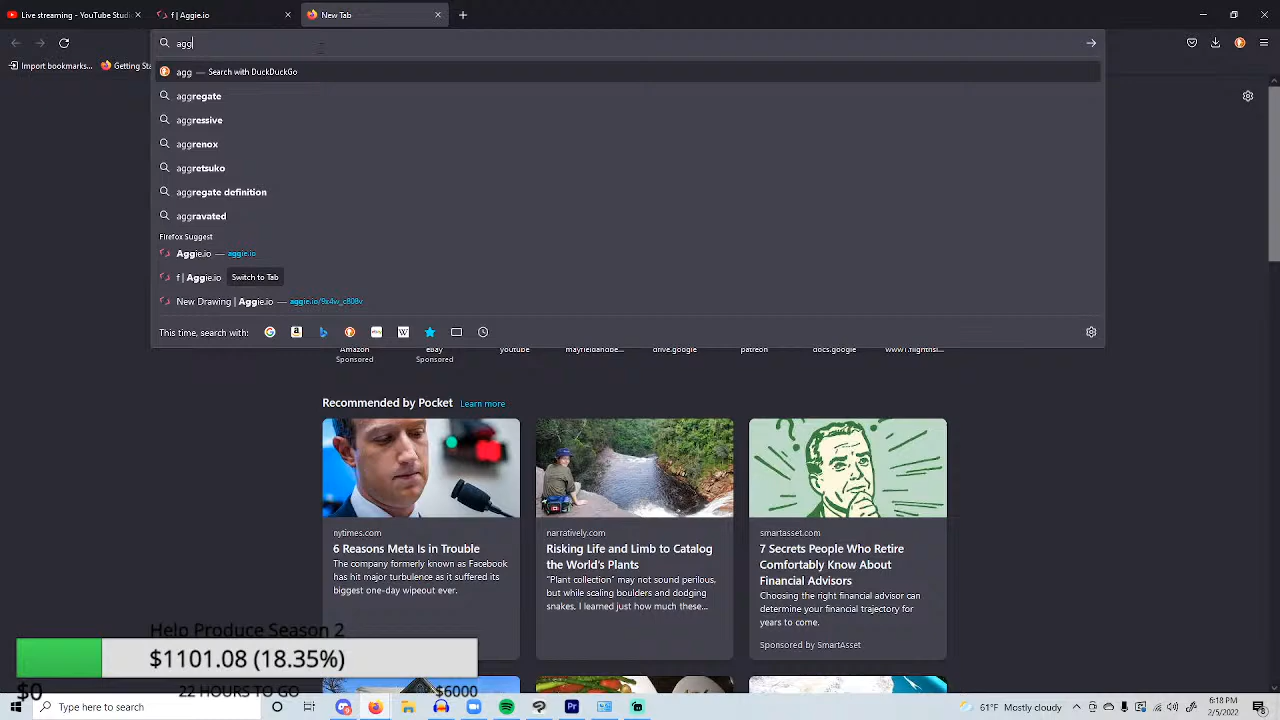 Live streaming - YouTube Studi
f | Aggie.io
New Tab
agg
Import bookmarks...
Getting Sta
agg — Search with DuckDuckGo
aggregate
aggressive
aggrenox
aggretsuko
aggregate definition
aggravated
Firefox Suggest
Aggie.io — aggie.io
f | Aggie.io Switch to Tab
New Drawing | Aggie.io — aggie.io/9x4w_c808v
This time, search with:
Amazon
Sponsored
ebay
Sponsored
youtube
mayfieldandbe...
drive.google
patreon
docs.google
Recommended by Pocket Learn more
nytimes.com
6 Reasons Meta Is in Trouble
The company formerly known as Facebook
has hit major turbulence as it suffered its
biggest one-day wipeout ever.
narratively.com
Risking Life and Limb to Catalog
the World's Plants
"Plant collection" may not sound perilous,
but while scaling boulders and dodging
snakes. I learned just how much these...
smartasset.com
7 Secrets People Who Retire
Comfortably Know About
Financial Advisors
Choosing the right financial advisor can
determine your financial trajectory for
years to come.
Sponsored by SmartAsset
Help Produce Season 2
$1101.08 (18.35%)
$0
22 HOURS TO GO
$6000
Type here to search
61°F Mostly cloudy
6:18 PM
2/5/2022